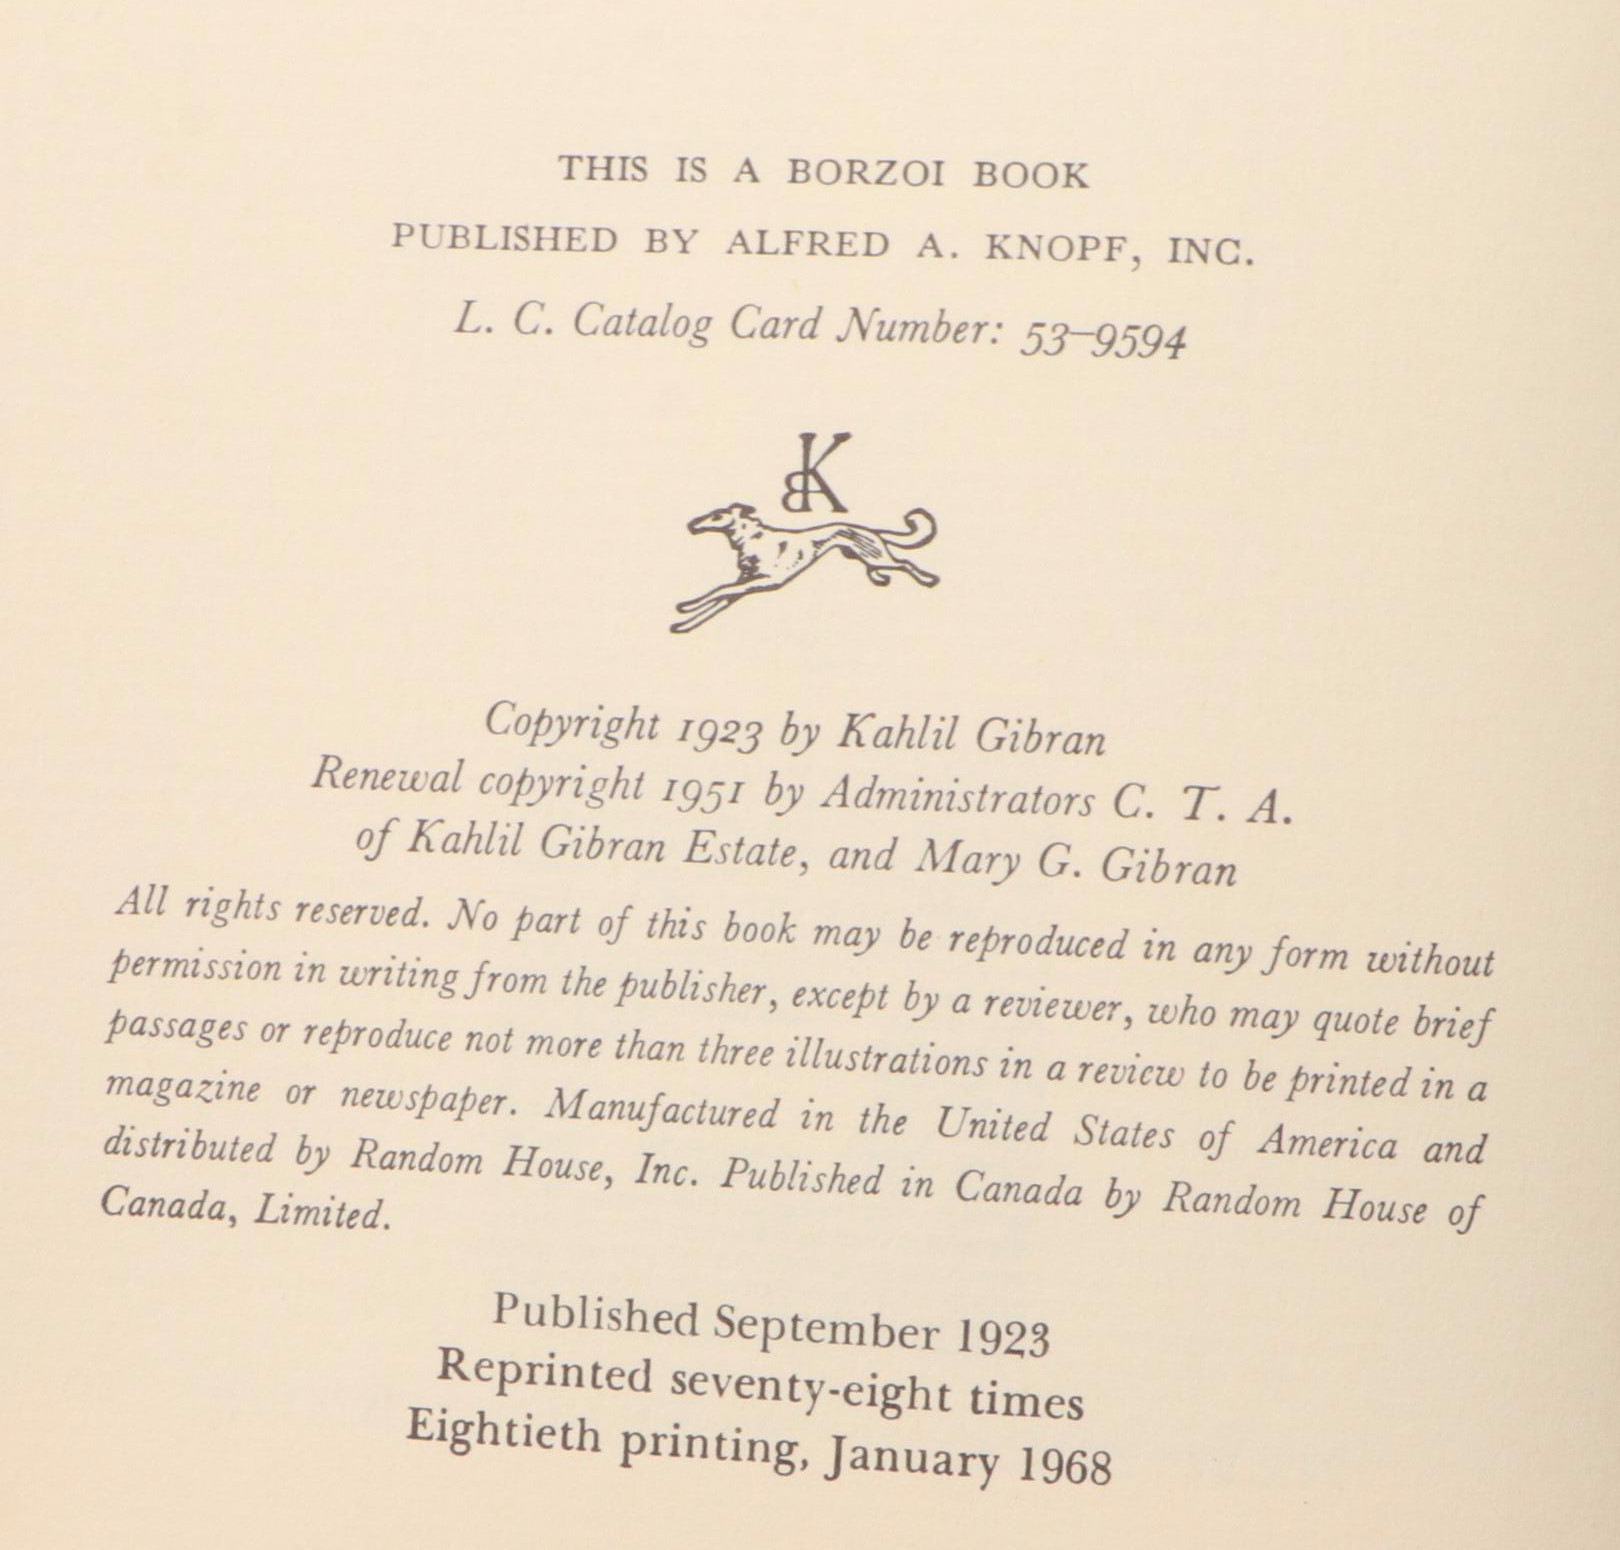 THIS IS A BORZOI BOOK
PUBLISHED BY ALFRED A. KNOPF, INC.
L. C. Catalog Card Number: 53–9594
BK
Copyright 1923 by Kahlil Gibran
Renewal copyright 1951 by Administrators C. T. A.
of Kahlil Gibran Estate, and Mary G. Gibran
All rights reserved. No part of this book may be reproduced in any form without
permission in writing from the publisher, except by a reviewer, who may quote brief
passages or reproduce not more than three illustrations in a review to be printed in a
magazine or newspaper. Manufactured in the United States of America and
distributed by Random House, Inc. Published in Canada by Random House of
Canada, Limited.
Published September 1923
Reprinted seventy-eight times
Eightieth printing, January 1968